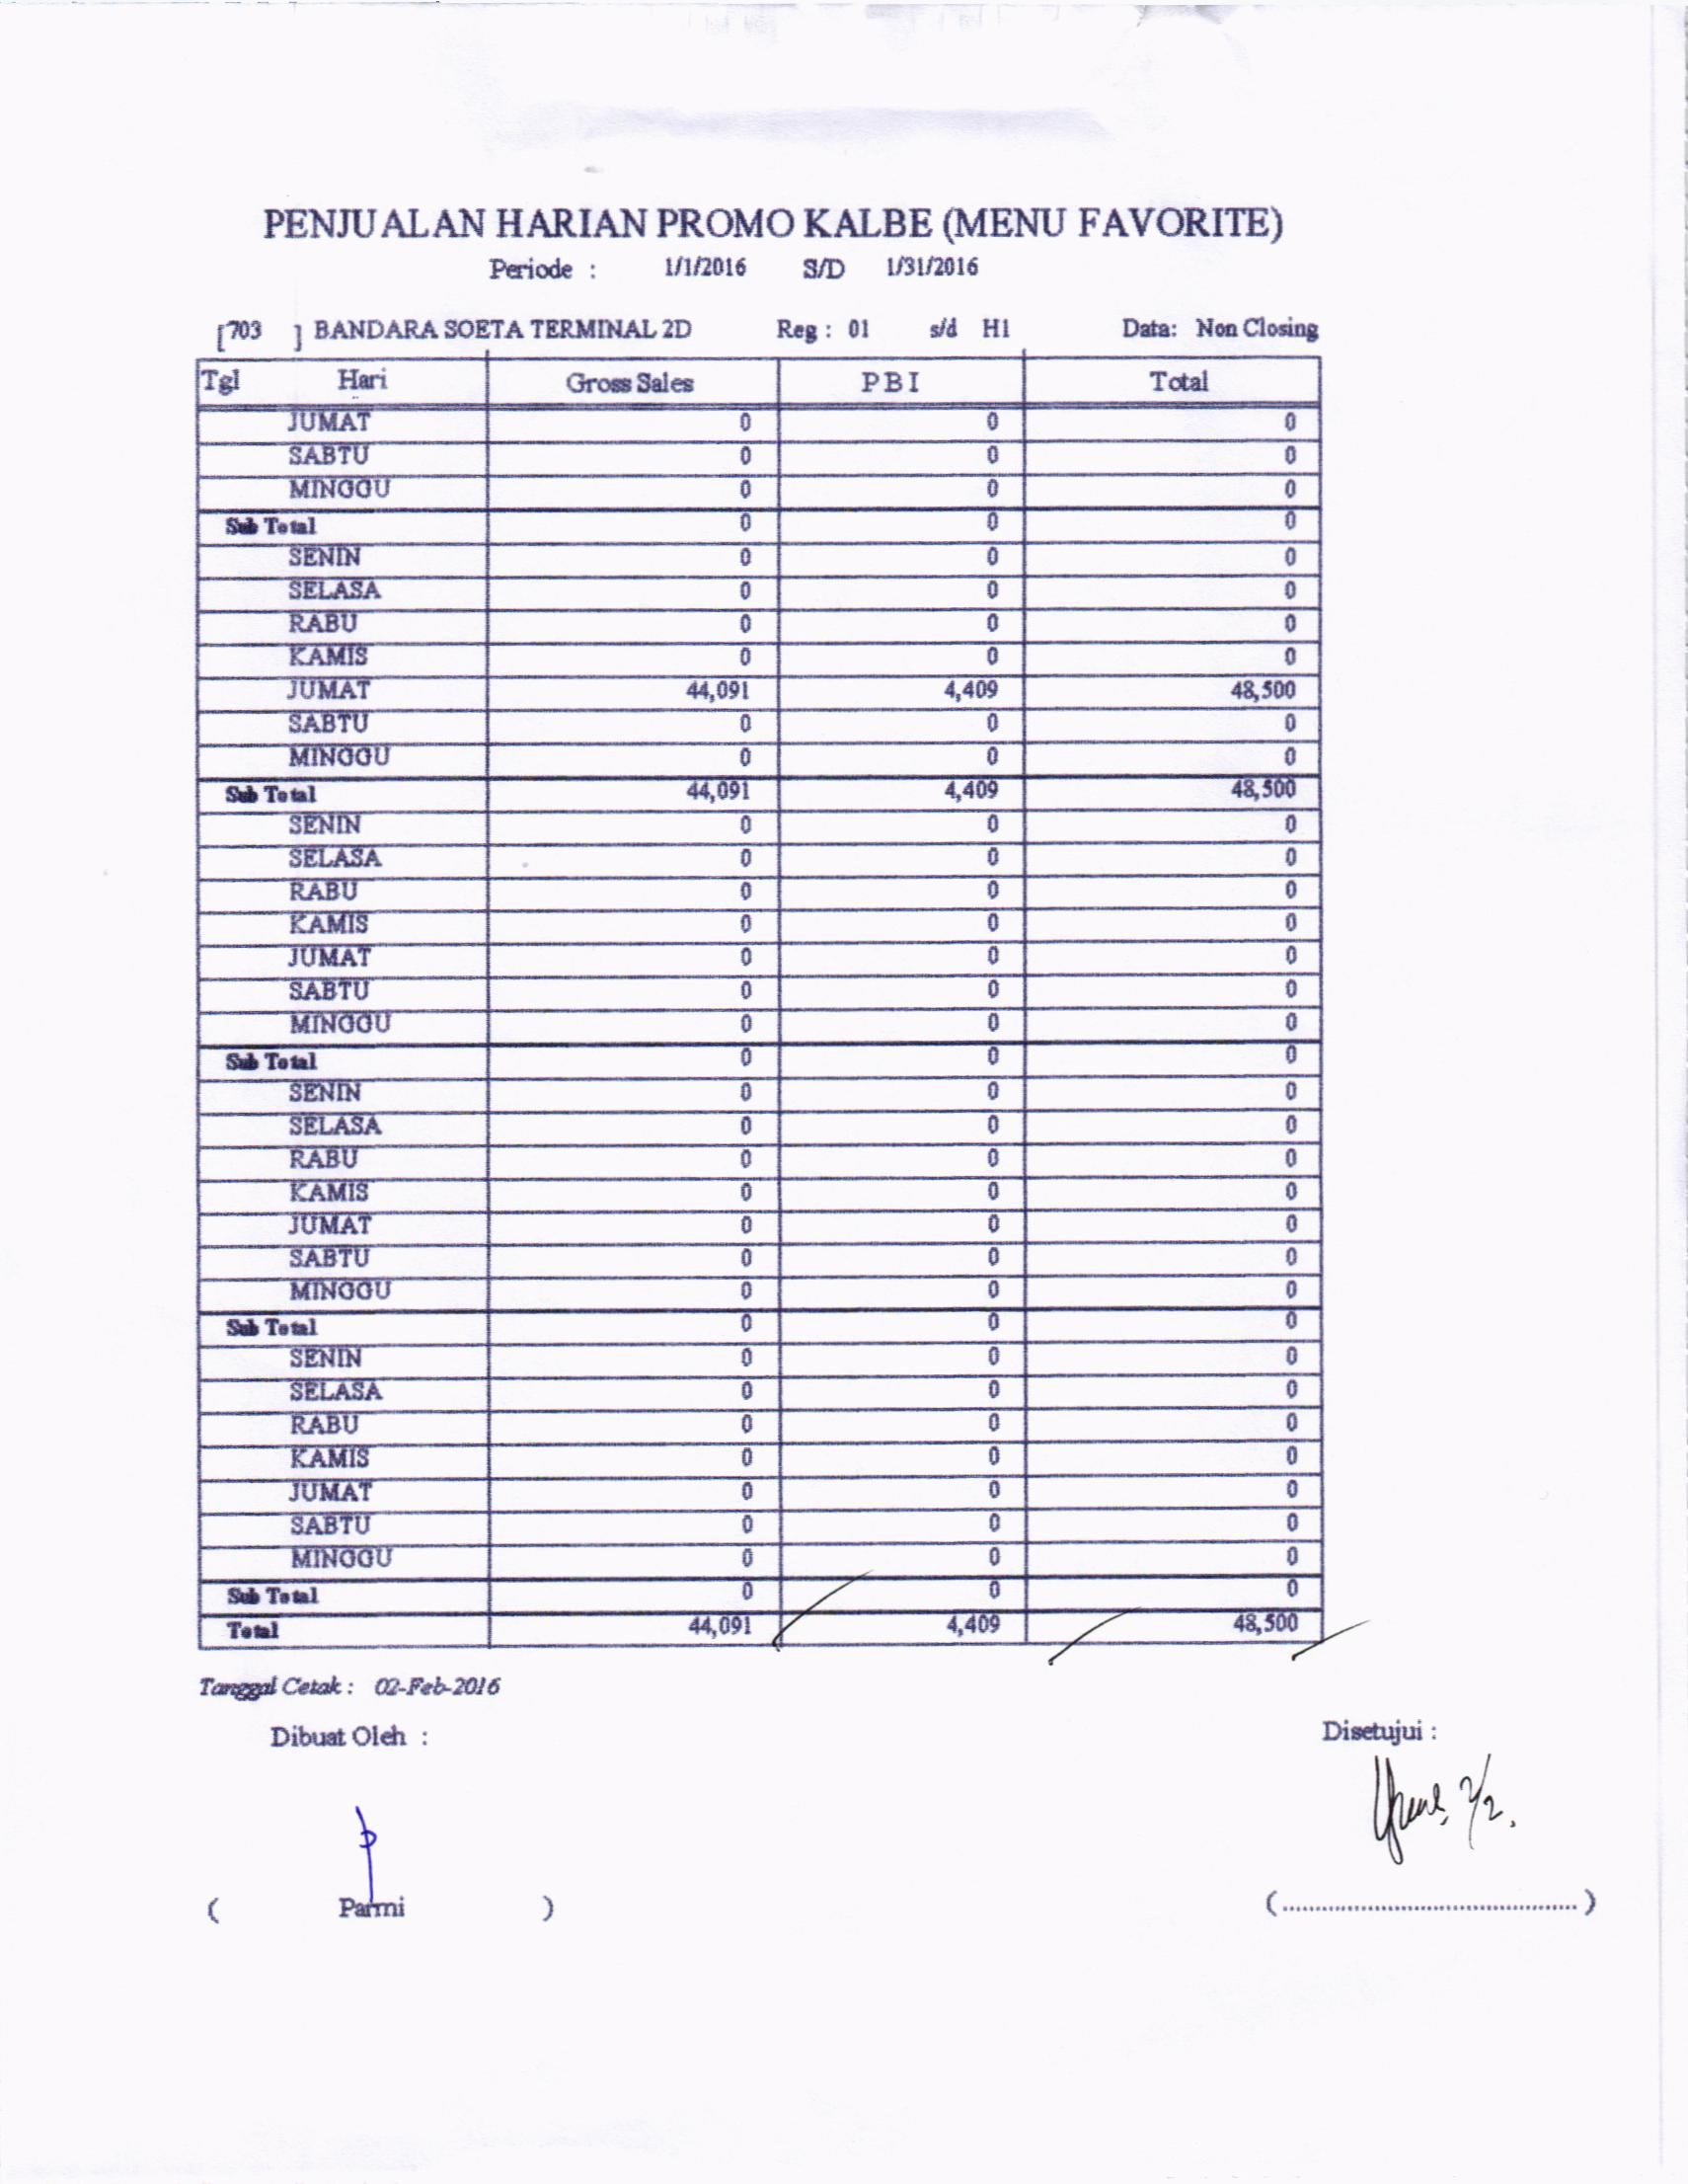 PENJUALAN HARIAN PROMO KALBE (MENU FAVORITE)
Periode : 1/1/2016 S/D 1/31/2016
[703 ] BANDARA SOETA TERMINAL 2D Reg : 01 s/d H1 Data: Non Closing
Tgl Hari Gross Sales P B I Total
JUMAT 0 0 0
SABTU 0 0 0
MINGGU 0 0 0
Sub Total 0 0 0
SENIN 0 0 0
SELASA 0 0 0
RABU 0 0 0
KAMIS 0 0 0
JUMAT 44,091 4,409 48,500
SABTU 0 0 0
MINGGU 0 0 0
Sub Total 44,091 4,409 48,500
SENIN 0 0 0
SELASA 0 0 0
RABU 0 0 0
KAMIS 0 0 0
JUMAT 0 0 0
SABTU 0 0 0
MINGGU 0 0 0
Sub Total 0 0 0
SENIN 0 0 0
SELASA 0 0 0
RABU 0 0 0
KAMIS 0 0 0
JUMAT 0 0 0
SABTU 0 0 0
MINGGU 0 0 0
Sub Total 0 0 0
SENIN 0 0 0
SELASA 0 0 0
RABU 0 0 0
KAMIS 0 0 0
JUMAT 0 0 0
SABTU 0 0 0
MINGGU 0 0 0
Sub Total 0 0 0
Total 44,091 4,409 48,500
Tanggal Cetak : 02-Feb-2016
Dibuat Oleh : Disetujui :
2/2.
( Parmi ) (............................................)